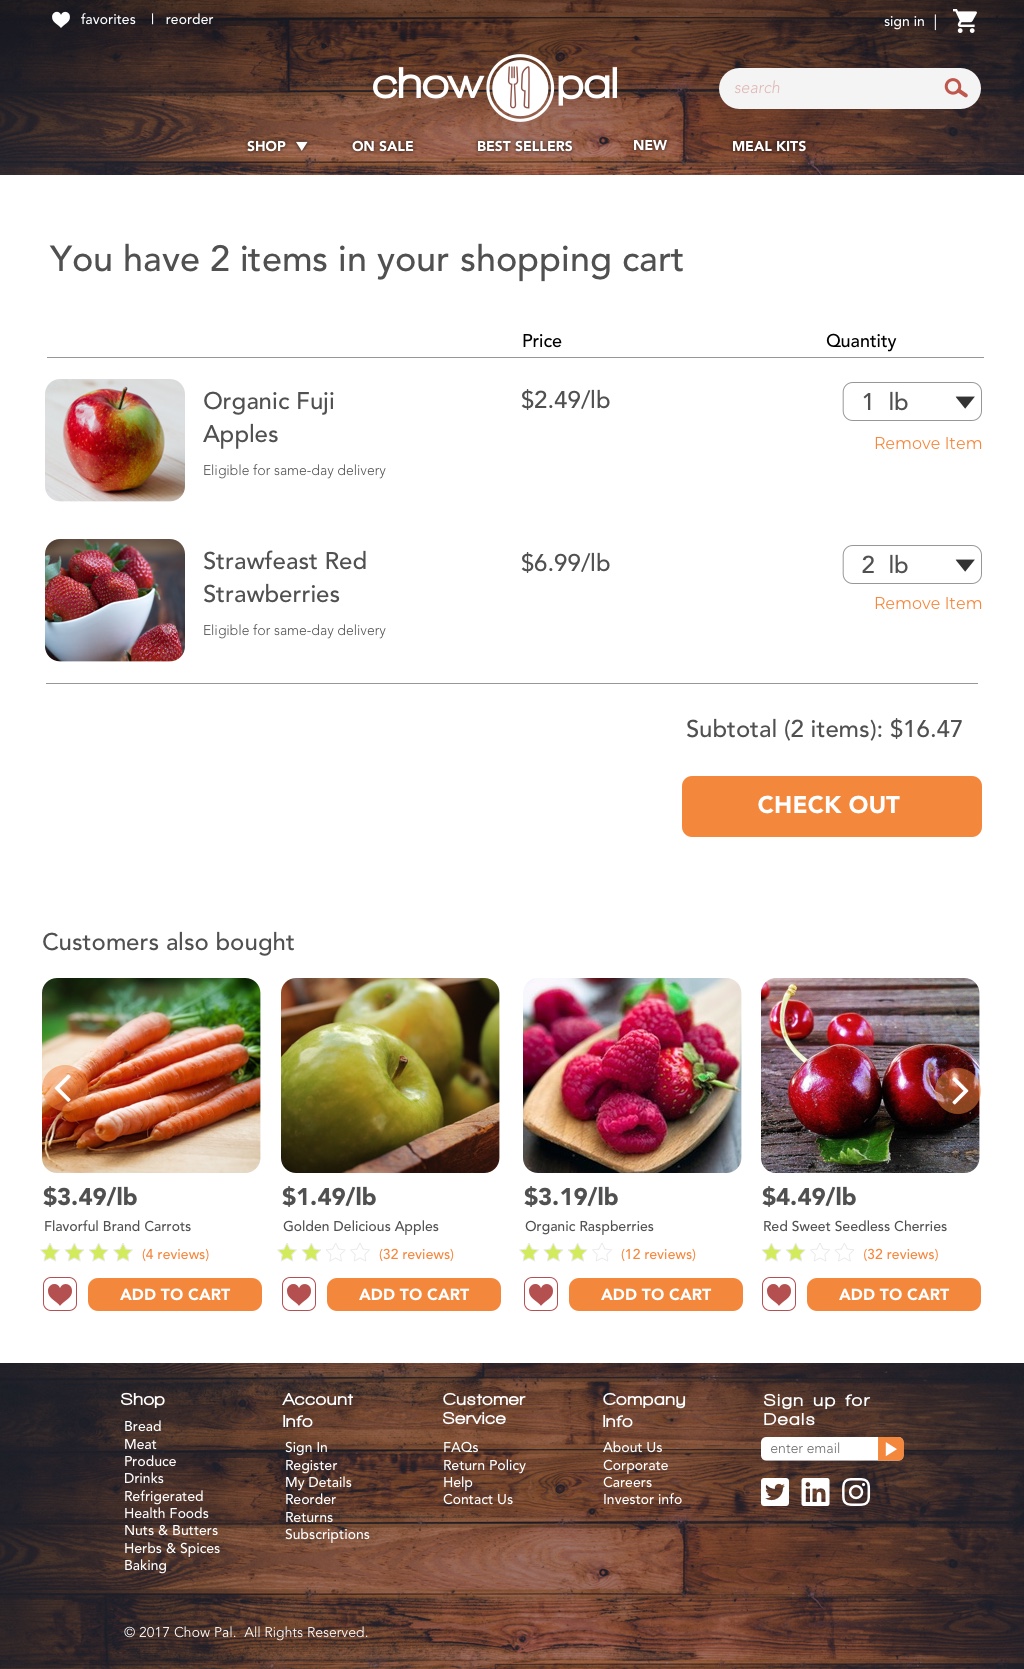 favorites | reorder
sign in |
chow pal
search
SHOP ▼ ON SALE BEST SELLERS NEW MEAL KITS
You have 2 items in your shopping cart
Price Quantity
Organic Fuji
Apples
Eligible for same-day delivery
$2.49/lb
1 lb
Remove Item
Strawfeast Red
Strawberries
Eligible for same-day delivery
$6.99/lb
2 lb
Remove Item
Subtotal (2 items): $16.47
CHECK OUT
Customers also bought
$3.49/lb
Flavorful Brand Carrots
(4 reviews)
ADD TO CART
$1.49/lb
Golden Delicious Apples
(32 reviews)
ADD TO CART
$3.19/lb
Organic Raspberries
(12 reviews)
ADD TO CART
$4.49/lb
Red Sweet Seedless Cherries
(32 reviews)
ADD TO CART
Shop
Bread
Meat
Produce
Drinks
Refrigerated
Health Foods
Nuts & Butters
Herbs & Spices
Baking
Account
Info
Sign In
Register
My Details
Reorder
Returns
Subscriptions
Customer
Service
FAQs
Return Policy
Help
Contact Us
Company
Info
About Us
Corporate
Careers
Investor info
Sign up for
Deals
enter email
in
© 2017 Chow Pal. All Rights Reserved.